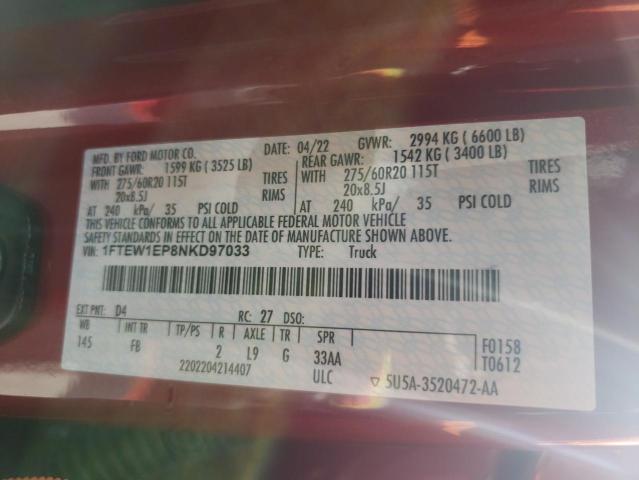 MFD. BY FORD MOTOR CO.
DATE: 04/22 GVWR: 2994 KG ( 6600 LB)
FRONT GAWR: 1599 KG ( 3525 LB)
REAR GAWR: 1542 KG ( 3400 LB)
WITH 275/60R20 115T TIRES
WITH 275/60R20 115T TIRES
20x8.5J RIMS
20x8.5J RIMS
AT 240 kPa/ 35 PSI COLD
AT 240 kPa/ 35 PSI COLD
THIS VEHICLE CONFORMS TO ALL APPLICABLE FEDERAL MOTOR VEHICLE
SAFETY STANDARDS IN EFFECT ON THE DATE OF MANUFACTURE SHOWN ABOVE.
VIN: 1FTEW1EP8NKD97033 TYPE: Truck
EXT PNT: D4 RC: 27 DSO:
WB INT TR TP/PS R AXLE TR SPR
145 FB 2 L9 G 33AA
F0158
T0612
2202204214407 ULC ▽ 5U5A-3520472-AA